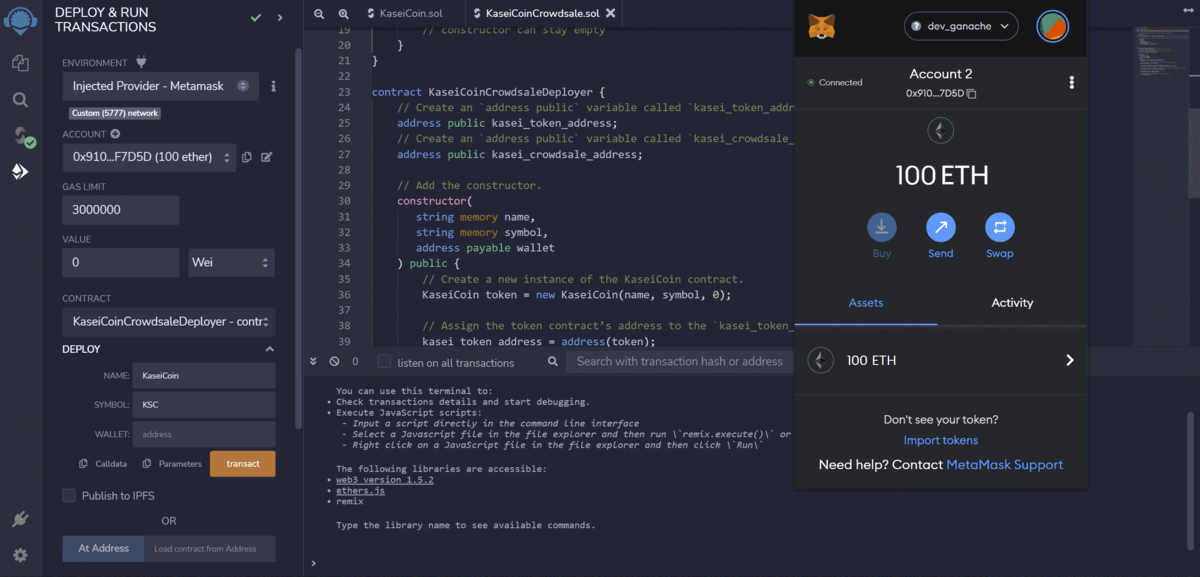 DEPLOY & RUN
TRANSACTIONS
ENVIRONMENT
Injected Provider - Metamask
Custom (5777) network
ACCOUNT
0x910...F7D5D (100 ether)
GAS LIMIT
3000000
VALUE
0
Wei
CONTRACT
KaseiCoinCrowdsaleDeployer - contr
DEPLOY
NAME:
KaseiCoin
SYMBOL:
KSC
WALLET:
address
Calldata
Parameters
transact
Publish to IPFS
OR
At Address
Load contract from Address
KaseiCoin.sol
KaseiCoinCrowdsale.sol
19 // constructor can stay empty
20 }
21 }
22
23 contract KaseiCoinCrowdsaleDeployer {
24 // Create an `address public` variable called `kasei_token_addr
25 address public kasei_token_address;
26 // Create an `address public` variable called `kasei_crowdsale_
27 address public kasei_crowdsale_address;
28
29 // Add the constructor.
30 constructor(
31 string memory name,
32 string memory symbol,
33 address payable wallet
34 ) public {
35 // Create a new instance of the KaseiCoin contract.
36 KaseiCoin token = new KaseiCoin(name, symbol, 0);
37
38 // Assign the token contract's address to the `kasei_token_
39 kasei_token_address = address(token);
0
listen on all transactions
Search with transaction hash or address
You can use this terminal to:
• Check transactions details and start debugging.
• Execute JavaScript scripts:
- Input a script directly in the command line interface
- Select a Javascript file in the file explorer and then run \`remix.execute()\` or
- Right click on a JavaScript file in the file explorer and then click \`Run\`
The following libraries are accessible:
• web3 version 1.5.2
• ethers.js
• remix
Type the library name to see available commands.
>
dev_ganache
Connected
Account 2
0x910...7D5D
100 ETH
Buy
Send
Swap
Assets
Activity
100 ETH
Don't see your token?
Import tokens
Need help? Contact MetaMask Support